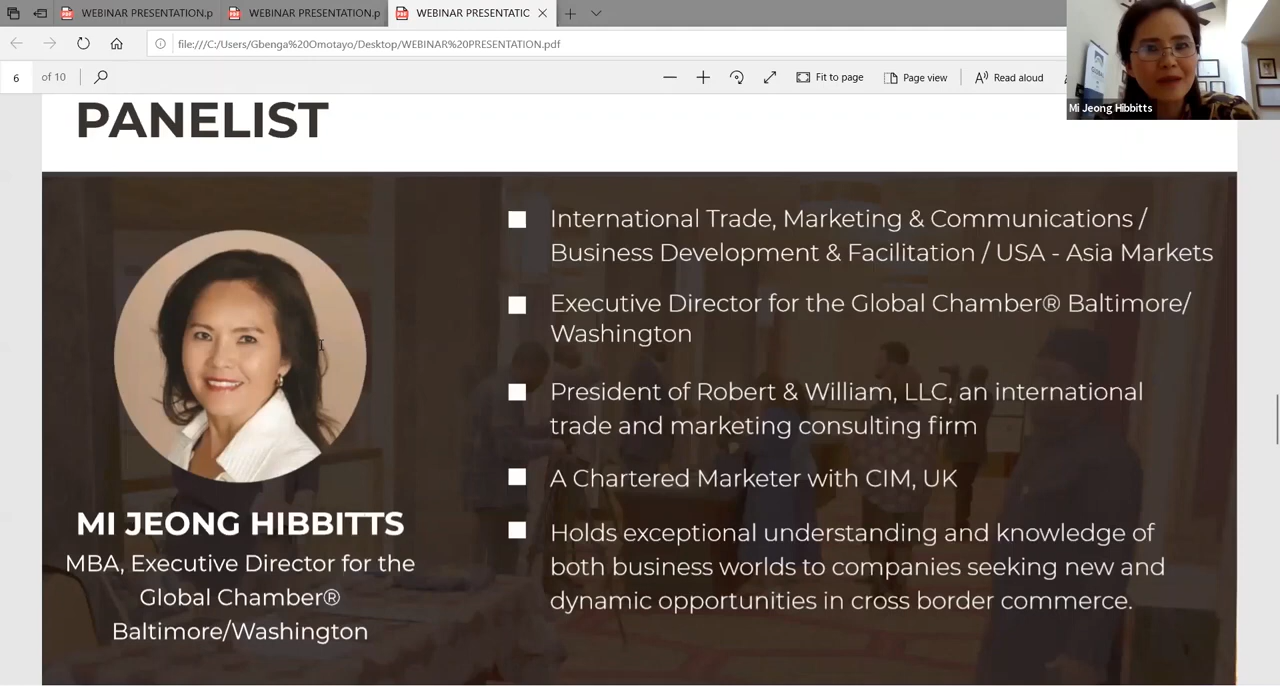 WEBINAR PRESENTATION.p
WEBINAR PRESENTATION.p
WEBINAR PRESENTATIC
file:///C:/Users/Gbenga%20Omotayo/Desktop/WEBINAR%20PRESENTATION.pdf
6 of 10
Fit to page
Page view
Read aloud
Mi Jeong Hibbitts
PANELIST
International Trade, Marketing & Communications /
Business Development & Facilitation / USA - Asia Markets
Executive Director for the Global Chamber® Baltimore/
Washington
President of Robert & William, LLC, an international
trade and marketing consulting firm
A Chartered Marketer with CIM, UK
Holds exceptional understanding and knowledge of
both business worlds to companies seeking new and
dynamic opportunities in cross border commerce.
MI JEONG HIBBITTS
MBA, Executive Director for the
Global Chamber®
Baltimore/Washington